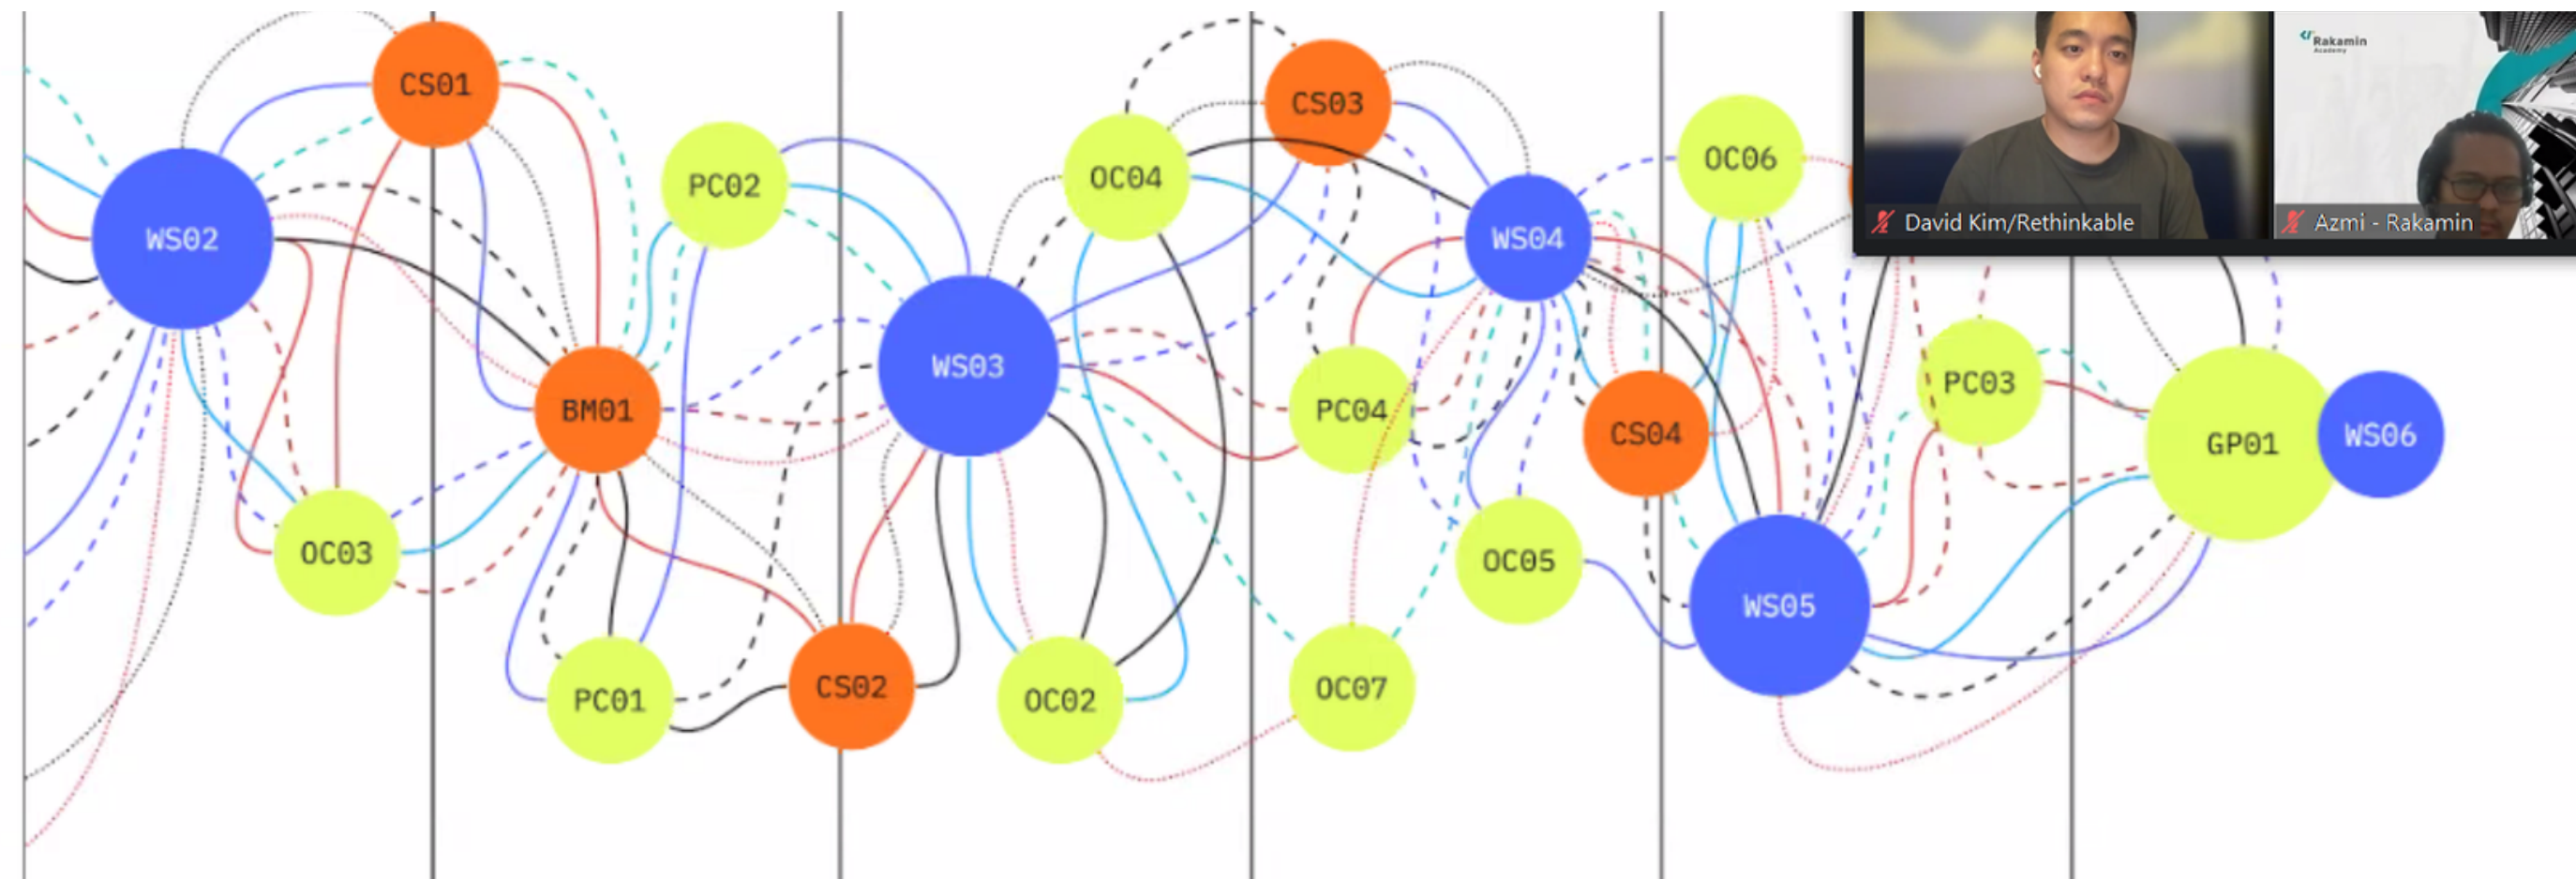 CS01
WS02
PC02
BM01
OC03
PC01
CS02
WS03
OC04
CS03
OC02
PC04
OC07
WS04
OC05
CS04
OC06
WS05
PC03
GP01
WS06
David Kim/Rethinkable
Rakamin
Academy
Azmi - Rakamin